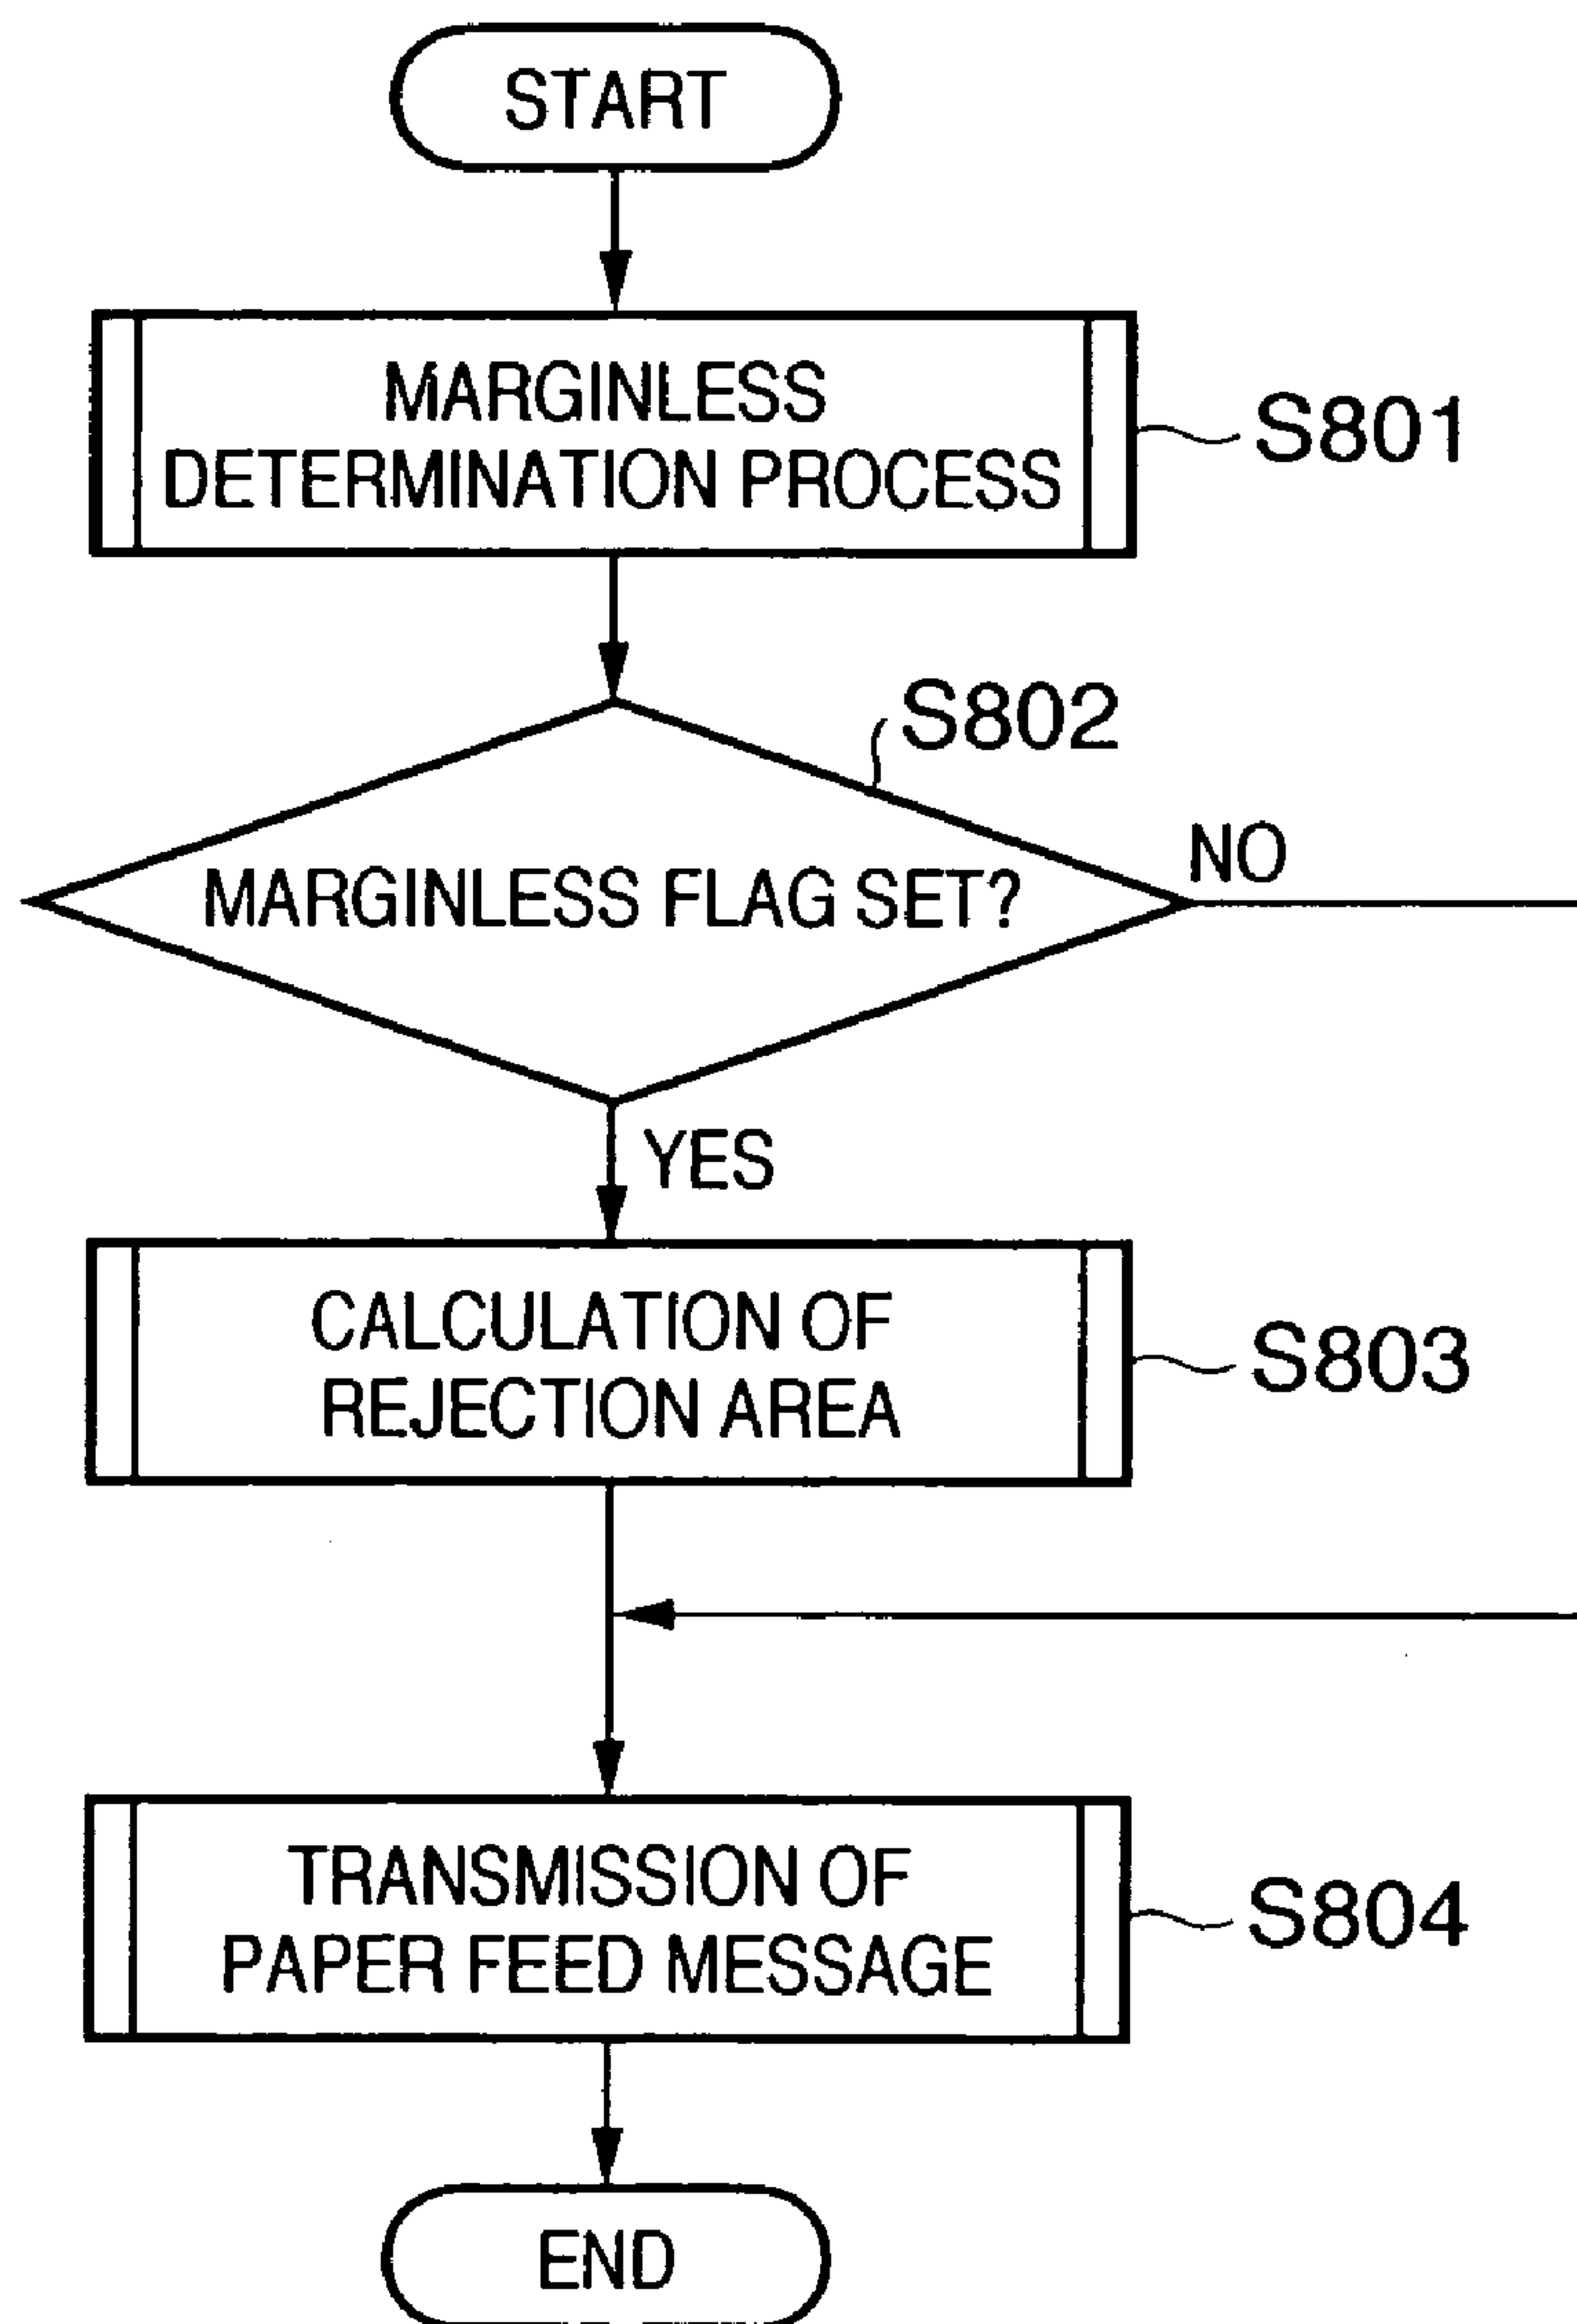 START
MARGINLESS
DETERMINATION PROCESS
S801
S802
MARGINLESS FLAG SET?
NO
YES
CALCULATION OF
REJECTION AREA
S803
TRANSMISSION OF
PAPER FEED MESSAGE
S804
END